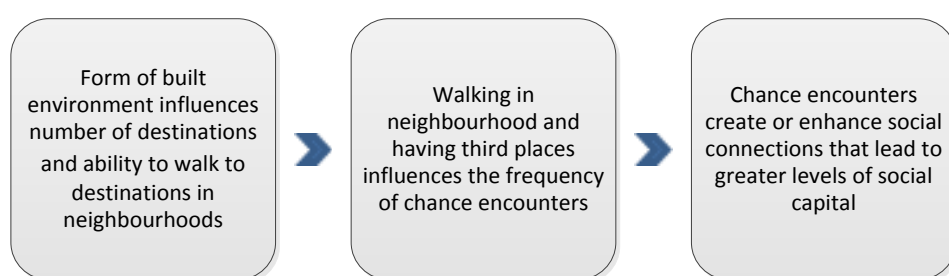 Form of built
environment influences
number of destinations
and ability to walk to
destinations in
neighbourhoods
Walking in
neighbourhood and
having third places
influences the frequency
of chance encounters
Chance encounters
create or enhance social
connections that lead to
greater levels of social
capital